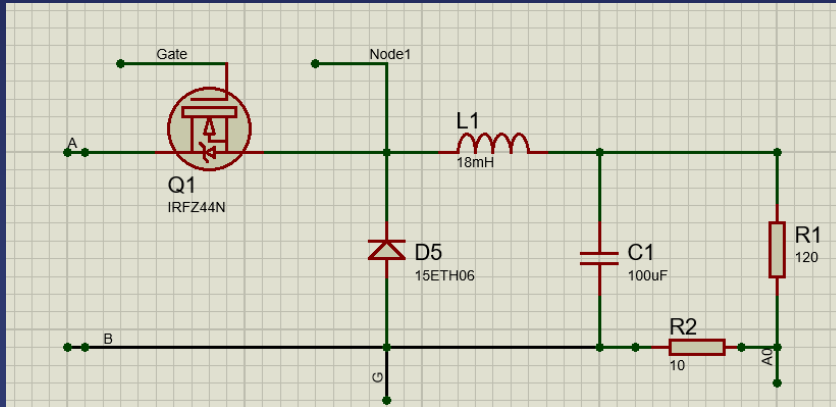 Gate
Node1
A
L1
18mH
Q1
IRFZ44N
D5
15ETH06
C1
100uF
R1
120
B
R2
10
G
A0